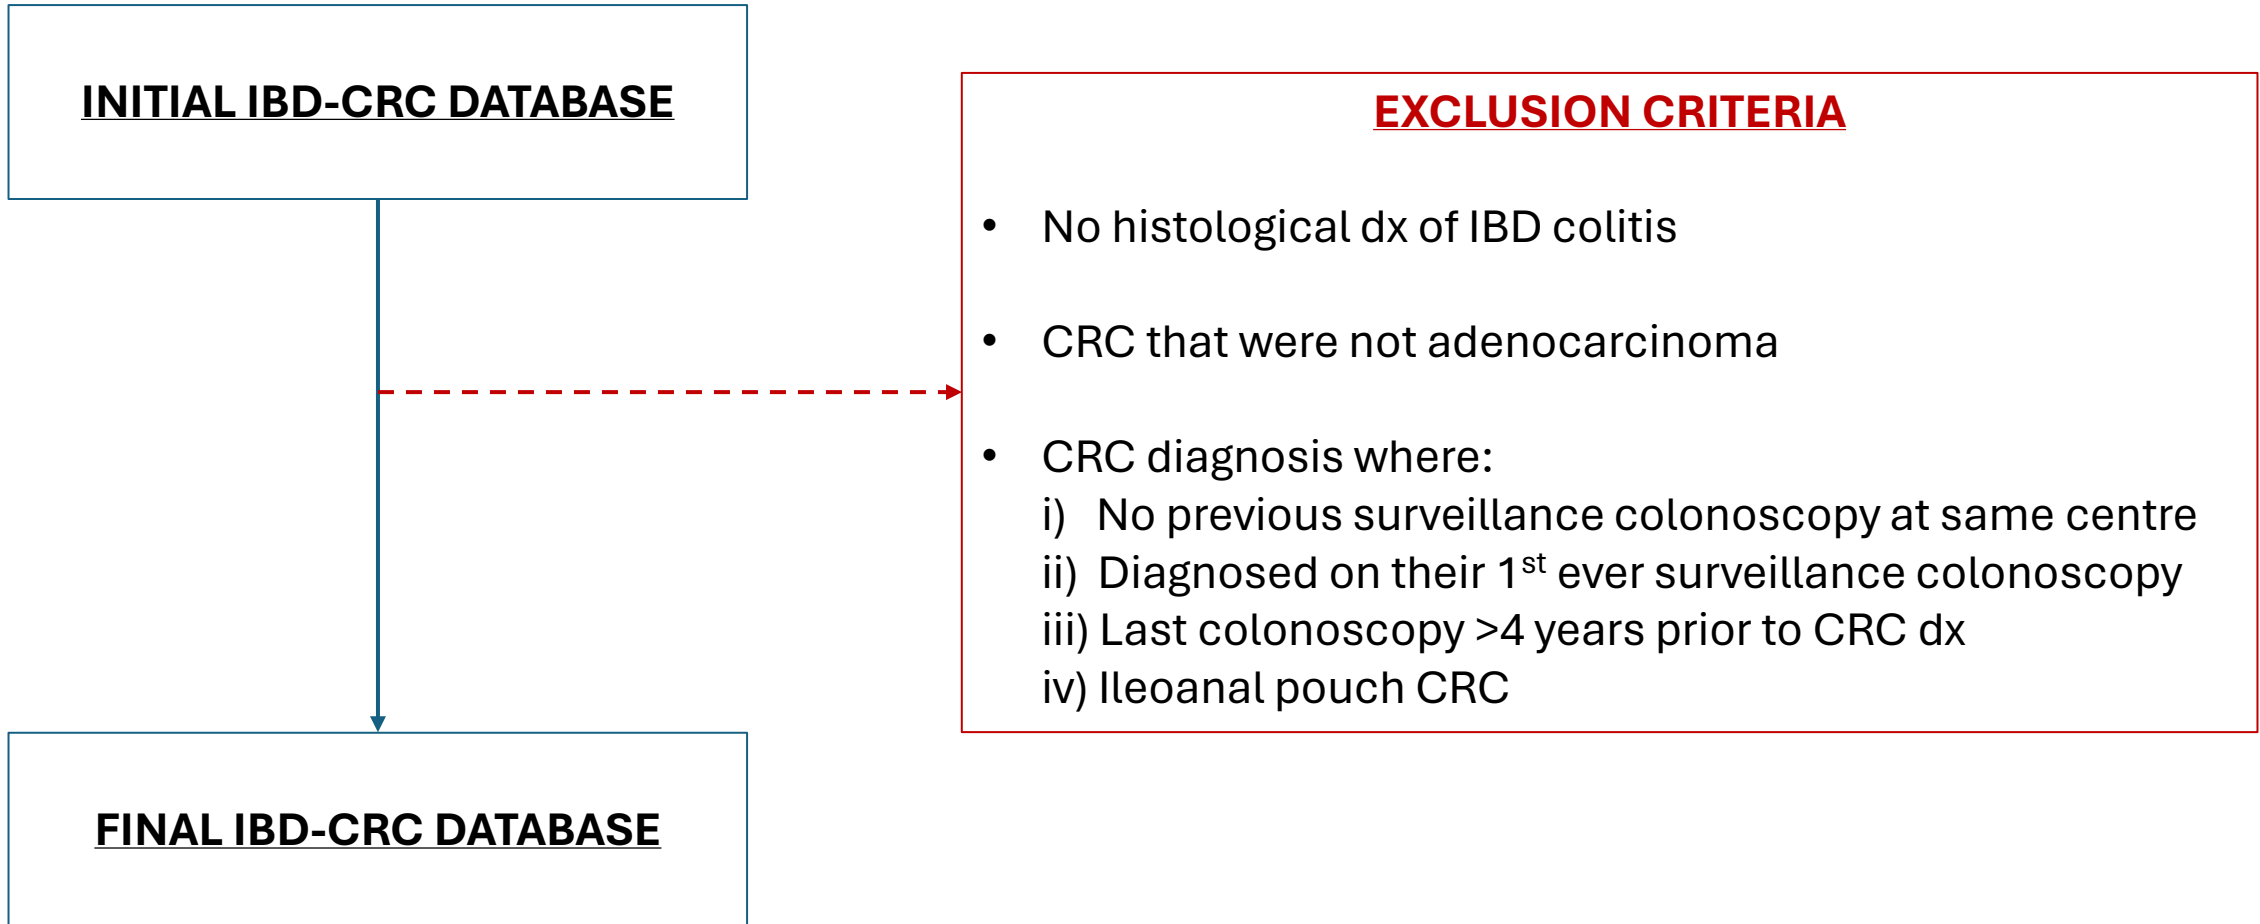 INITIAL IBD-CRC DATABASE
EXCLUSION CRITERIA
• No histological dx of IBD colitis
• CRC that were not adenocarcinoma
• CRC diagnosis where:
i) No previous surveillance colonoscopy at same centre
ii) Diagnosed on their 1st ever surveillance colonoscopy
iii) Last colonoscopy >4 years prior to CRC dx
iv) Ileoanal pouch CRC
FINAL IBD-CRC DATABASE